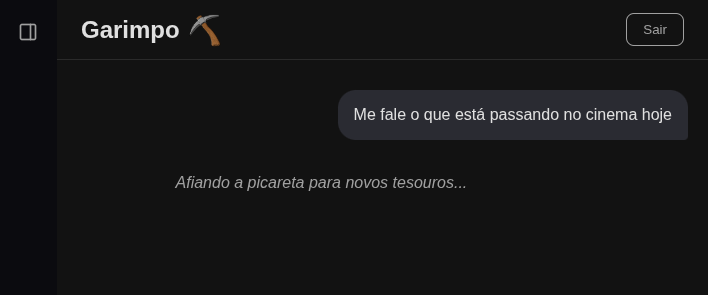 Garimpo
Sair
Me fale o que está passando no cinema hoje
Afiando a picareta para novos tesouros...